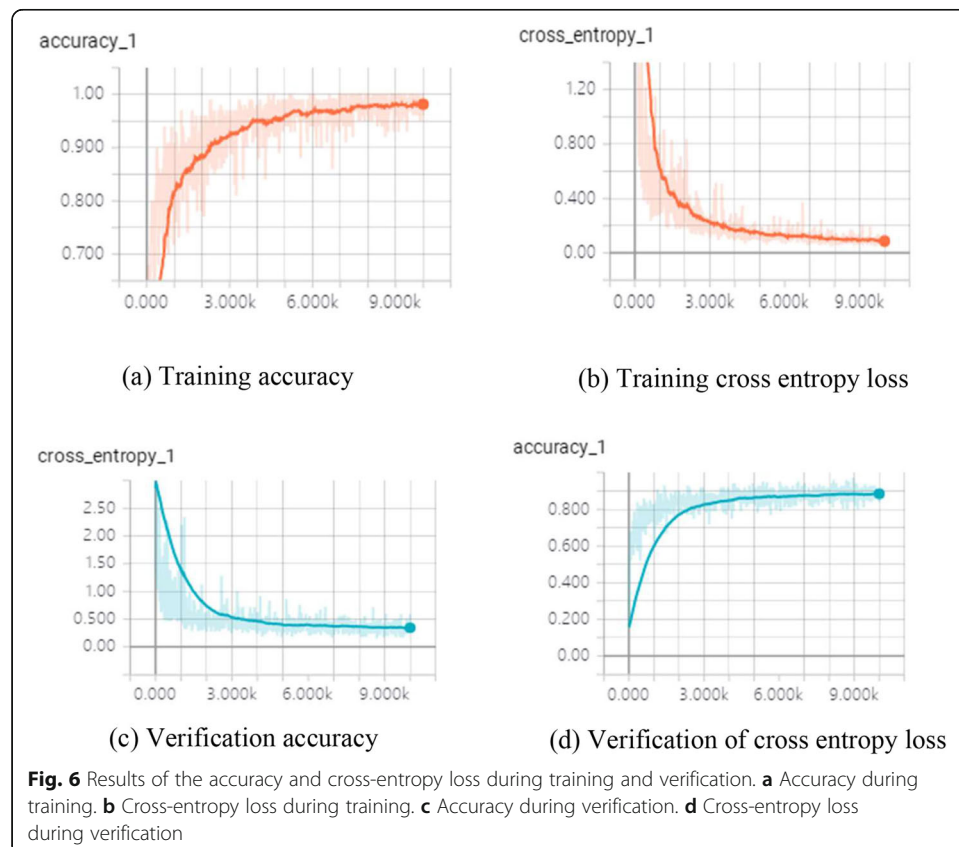 accuracy_1
1.00
0.900
0.800
0.700
0.000 3.000k 6.000k 9.000k
(a) Training accuracy
cross_entropy_1
1.20
0.800
0.400
0.00
0.000 3.000k 6.000k 9.000k
(b) Training cross entropy loss
cross_entropy_1
2.50
2.00
1.50
1.00
0.500
0.00
0.000 3.000k 6.000k 9.000k
(c) Verification accuracy
accuracy_1
0.800
0.600
0.400
0.200
0.00
0.000 3.000k 6.000k 9.000k
(d) Verification of cross entropy loss
Fig. 6 Results of the accuracy and cross-entropy loss during training and verification. a Accuracy during
training. b Cross-entropy loss during training. c Accuracy during verification. d Cross-entropy loss
during verification